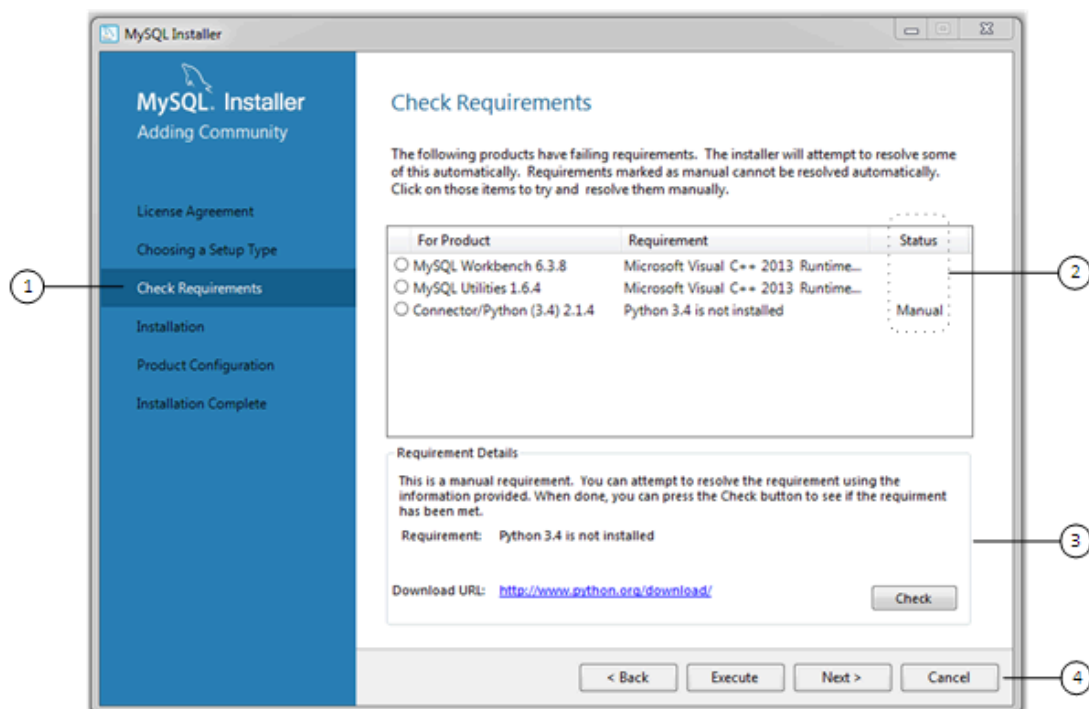 MySQL Installer
MySQL. Installer
Adding Community
License Agreement
Choosing a Setup Type
Check Requirements
Installation
Product Configuration
Installation Complete
Check Requirements
The following products have failing requirements. The installer will attempt to resolve some
of this automatically. Requirements marked as manual cannot be resolved automatically.
Click on those items to try and resolve them manually.
For Product Requirement Status
MySQL Workbench 6.3.8 Microsoft Visual C++ 2013 Runtime...
MySQL Utilities 1.6.4 Microsoft Visual C++ 2013 Runtime...
Connector/Python (3.4) 2.1.4 Python 3.4 is not installed Manual
Requirement Details
This is a manual requirement. You can attempt to resolve the requirement using the
information provided. When done, you can press the Check button to see if the requirment
has been met.
Requirement: Python 3.4 is not installed
Download URL: http://www.python.org/download/
Check
< Back Execute Next > Cancel
1
2
3
4